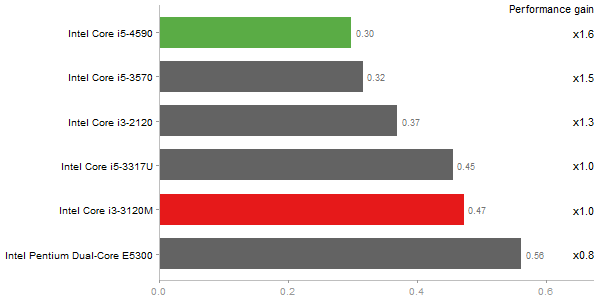 Performance gain
Intel Core i5-4590 0.30 x1.6
Intel Core i5-3570 0.32 x1.5
Intel Core i3-2120 0.37 x1.3
Intel Core i5-3317U 0.45 x1.0
Intel Core i3-3120M 0.47 x1.0
Intel Pentium Dual-Core E5300 0.56 x0.8
0.0 0.2 0.4 0.6